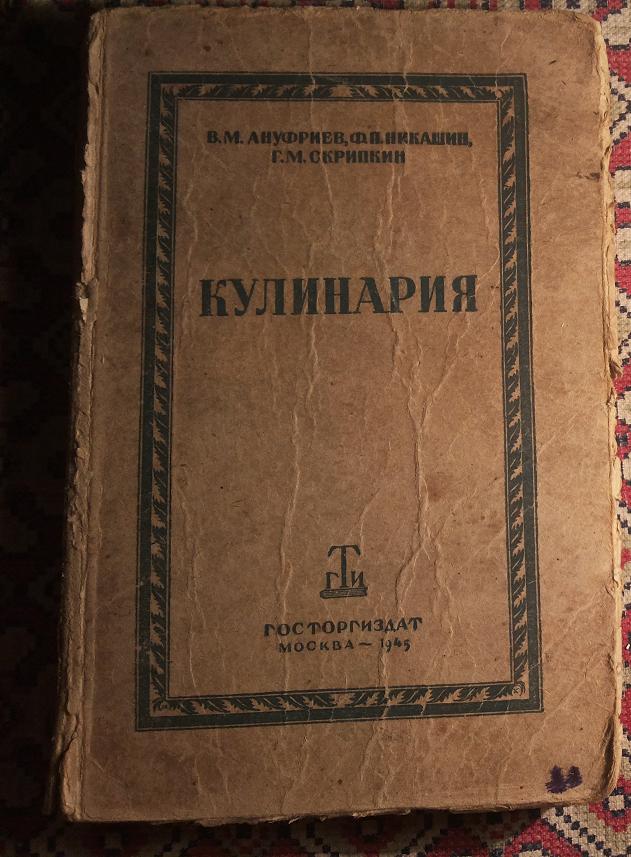 В.М. АНУФРИЕВ, Ф.П. НИКАШИН,
Г.М. СКРИПКИН
КУЛИНАРИЯ
ГТИ
ГОСТОРГИЗДАТ
МОСКВА — 1945